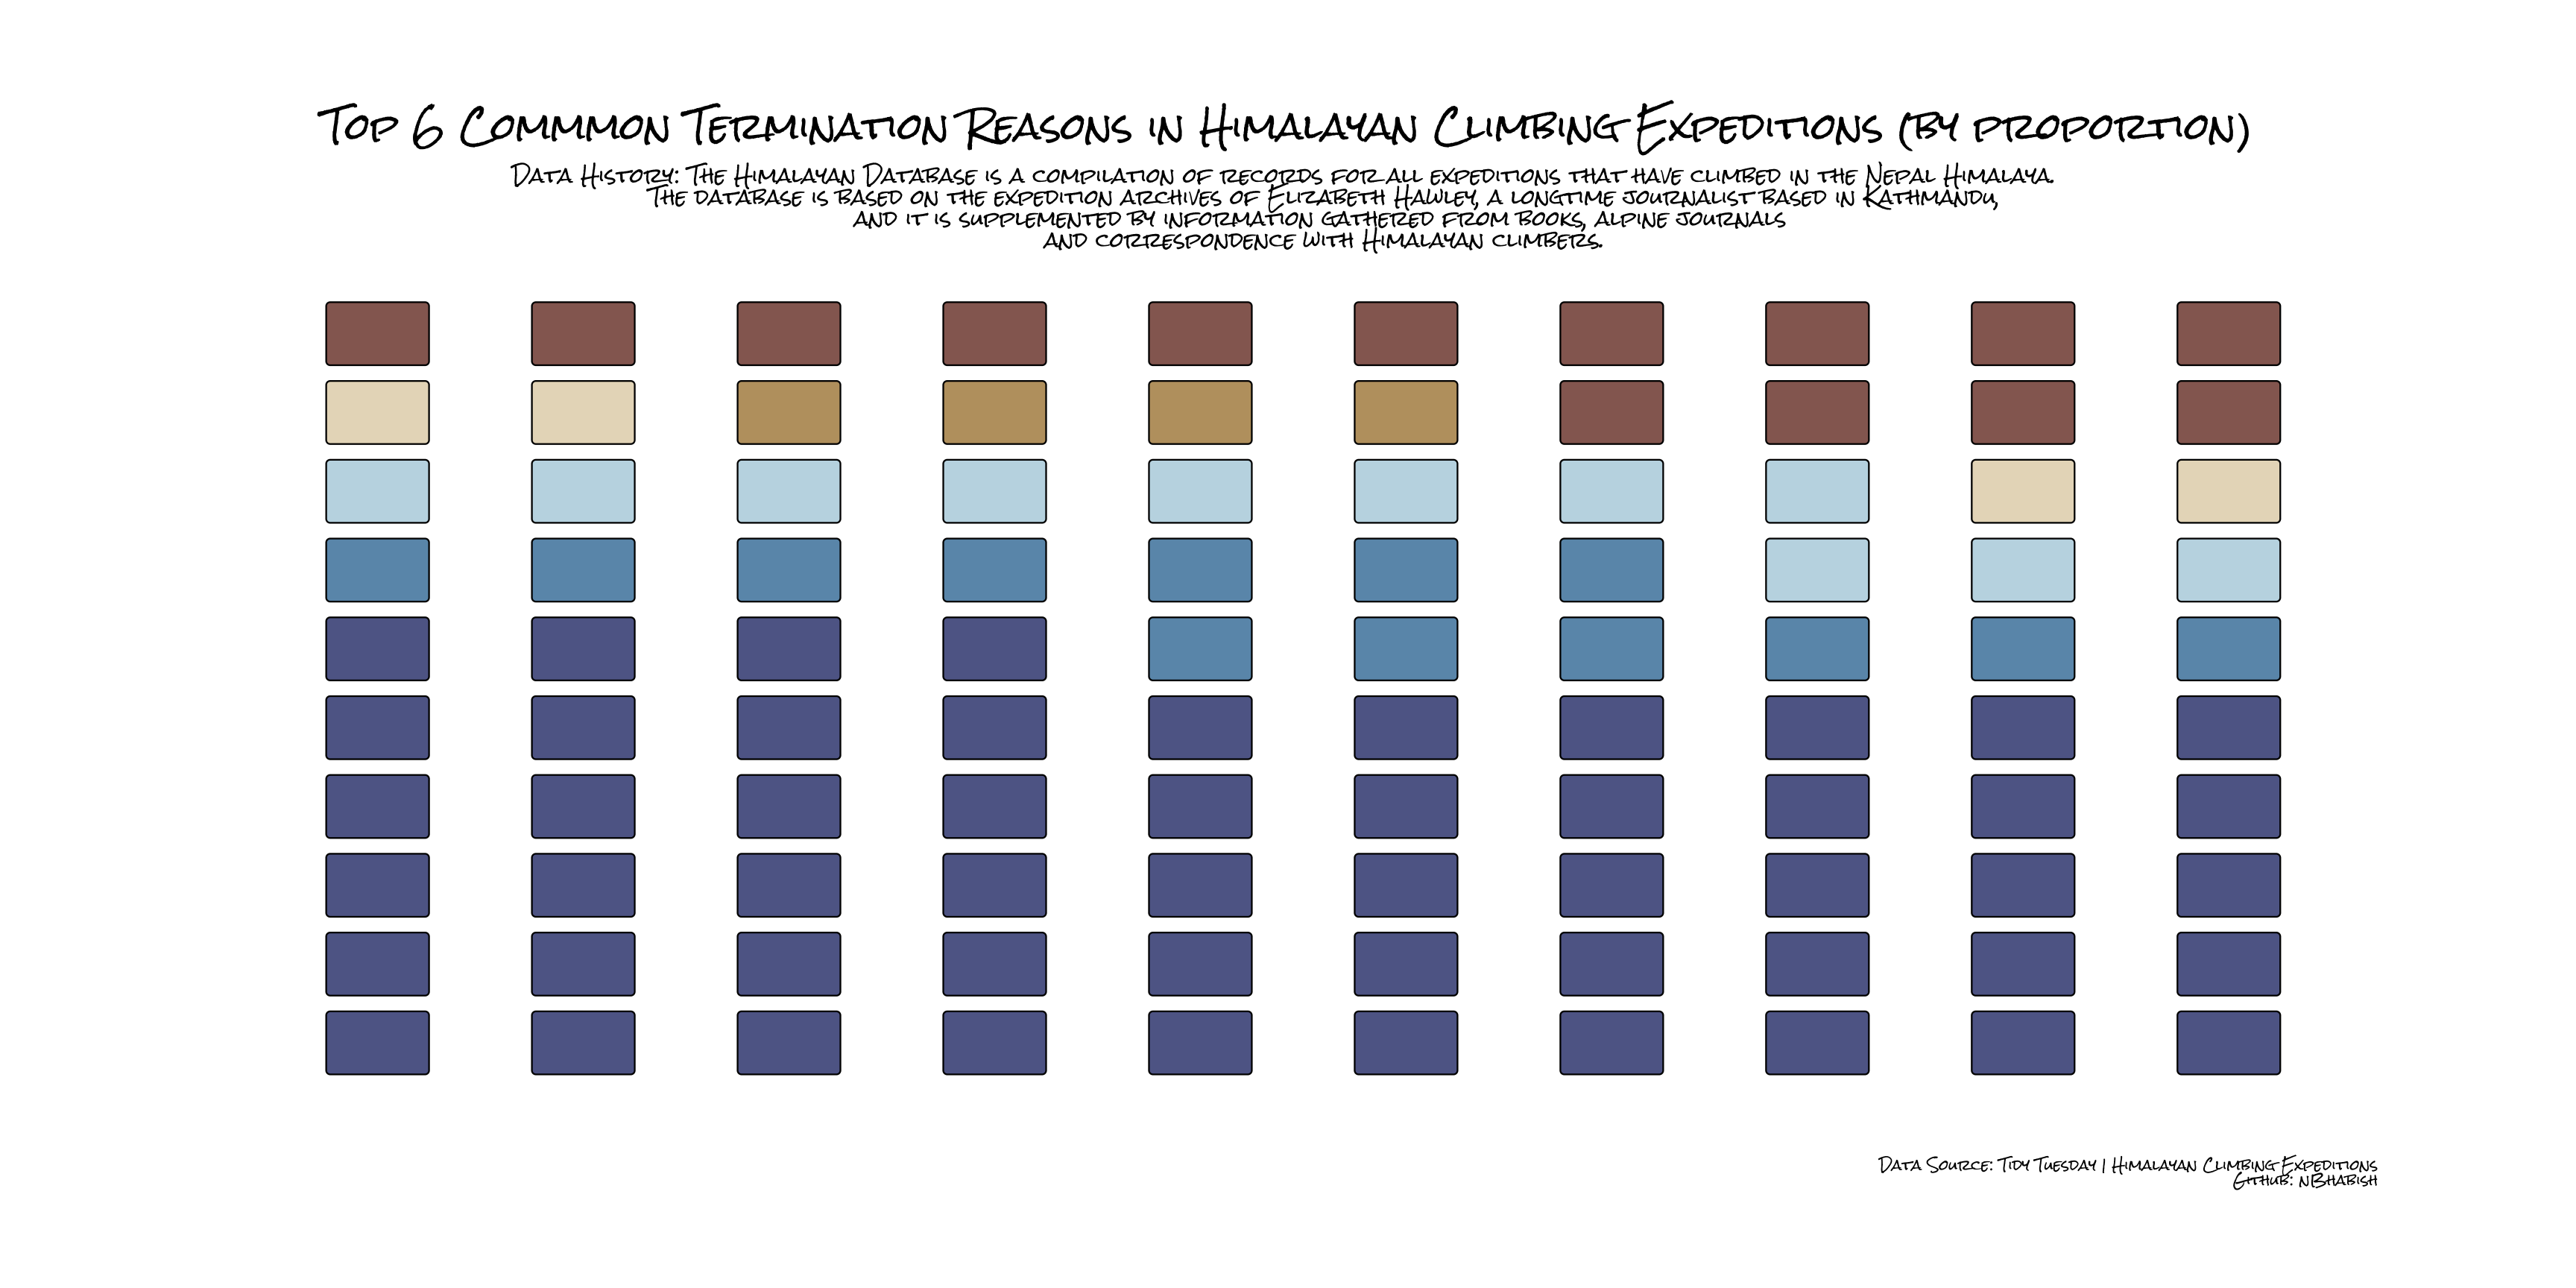 Top 6 Commmon Termination Reasons in Himalayan Climbing Expeditions (by proportion)
Data History: The Himalayan Database is a compilation of records for all expeditions that have climbed in the Nepal Himalaya.
The database is based on the expedition archives of Elizabeth Hawley, a longtime journalist based in Kathmandu,
and it is supplemented by information gathered from books, alpine journals
and correspondence with Himalayan climbers.
Data Source: Tidy Tuesday | Himalayan Climbing Expeditions
Github: nBhabish